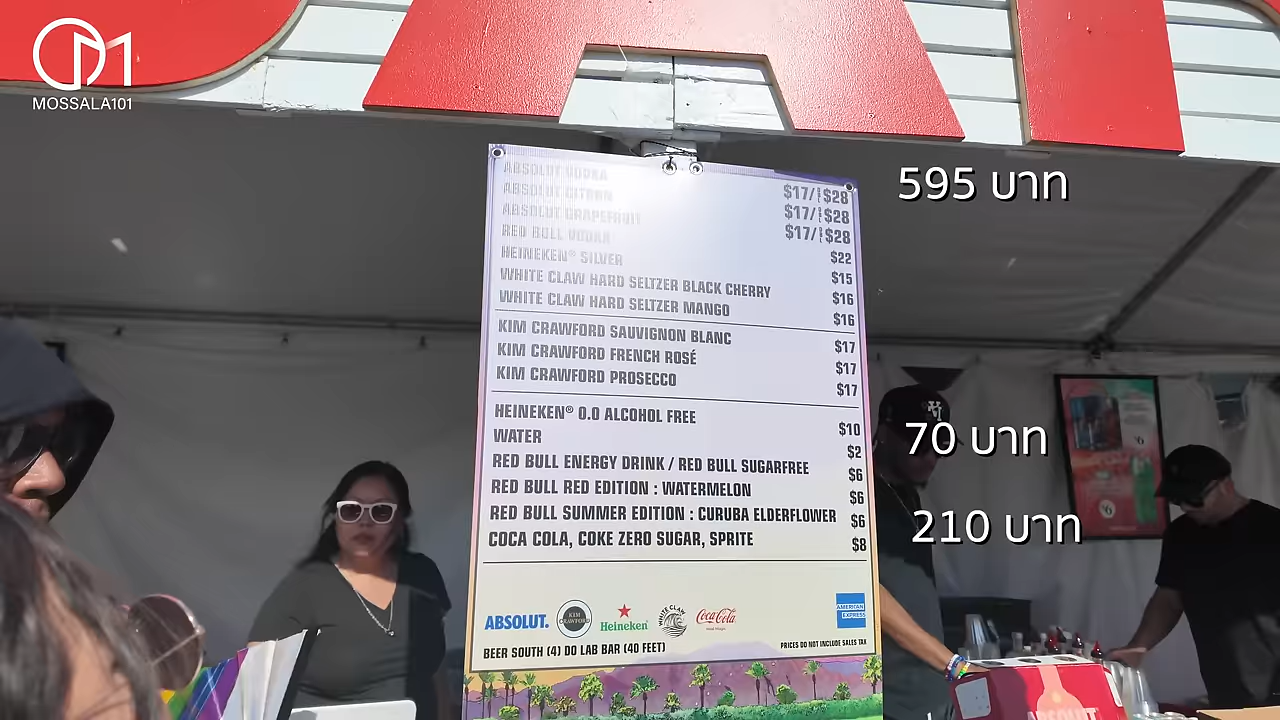 MOSSALA101
BAR
ABSOLUT VODKA $17/ $28
ABSOLUT CITRON $17/ $28
ABSOLUT GRAPEFRUIT $17/ $28
RED BULL VODKA $22
HEINEKEN® SILVER $15
WHITE CLAW HARD SELTZER BLACK CHERRY $16
WHITE CLAW HARD SELTZER MANGO $16
KIM CRAWFORD SAUVIGNON BLANC $17
KIM CRAWFORD FRENCH ROSÉ $17
KIM CRAWFORD PROSECCO $17
HEINEKEN® 0.0 ALCOHOL FREE $10
WATER $2
RED BULL ENERGY DRINK / RED BULL SUGARFREE $6
RED BULL RED EDITION : WATERMELON $6
RED BULL SUMMER EDITION : CURUBA ELDERFLOWER $6
COCA COLA, COKE ZERO SUGAR, SPRITE $8
595 บาท
70 บาท
210 บาท
ABSOLUT.
KIM CRAWFORD
Heineken
WHITE CLAW
Coca-Cola
AMERICAN EXPRESS
BEER SOUTH (4) DO LAB BAR (40 FEET)
PRICES DO NOT INCLUDE SALES TAX
ABSOLUT